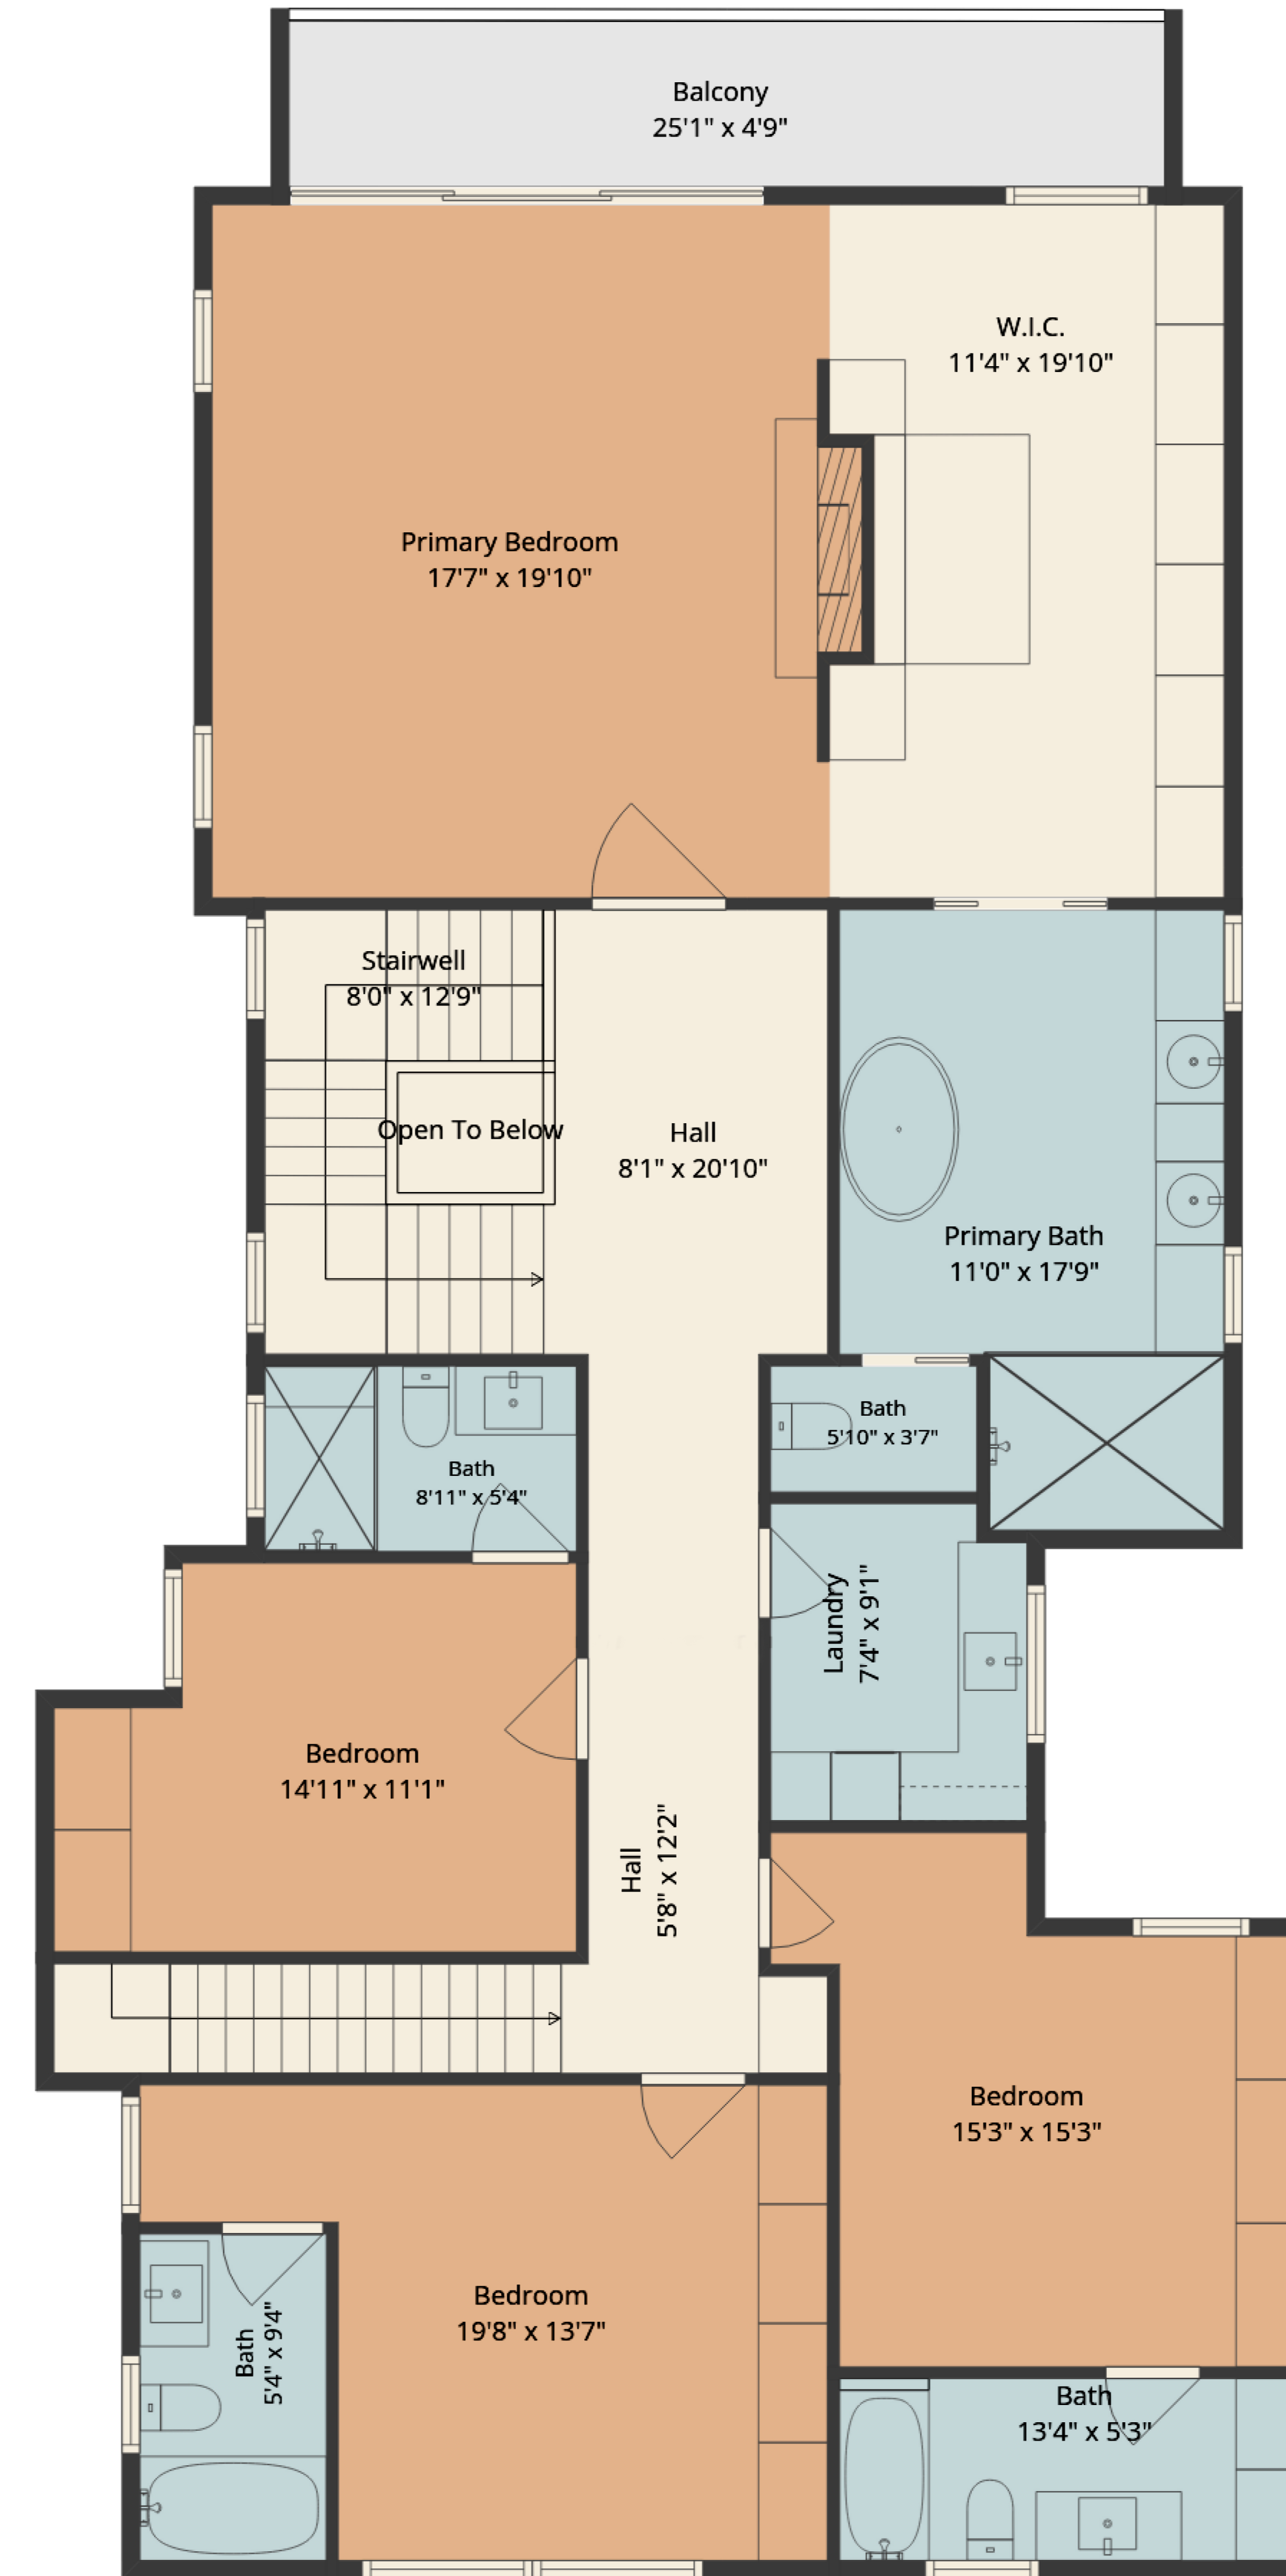 Balcony
25'1" x 4'9"
W.I.C.
11'4" x 19'10"
Primary Bedroom
17'7" x 19'10"
Stairwell
8'0" x 12'9"
Open To Below
Hall
8'1" x 20'10"
Primary Bath
11'0" x 17'9"
Bath
5'10" x 3'7"
Bath
8'11" x 5'4"
Laundry
7'4" x 9'1"
Bedroom
14'11" x 11'1"
Hall
5'8" x 12'2"
Bedroom
15'3" x 15'3"
Bedroom
19'8" x 13'7"
Bath
5'4" x 9'4"
Bath
13'4" x 5'3"